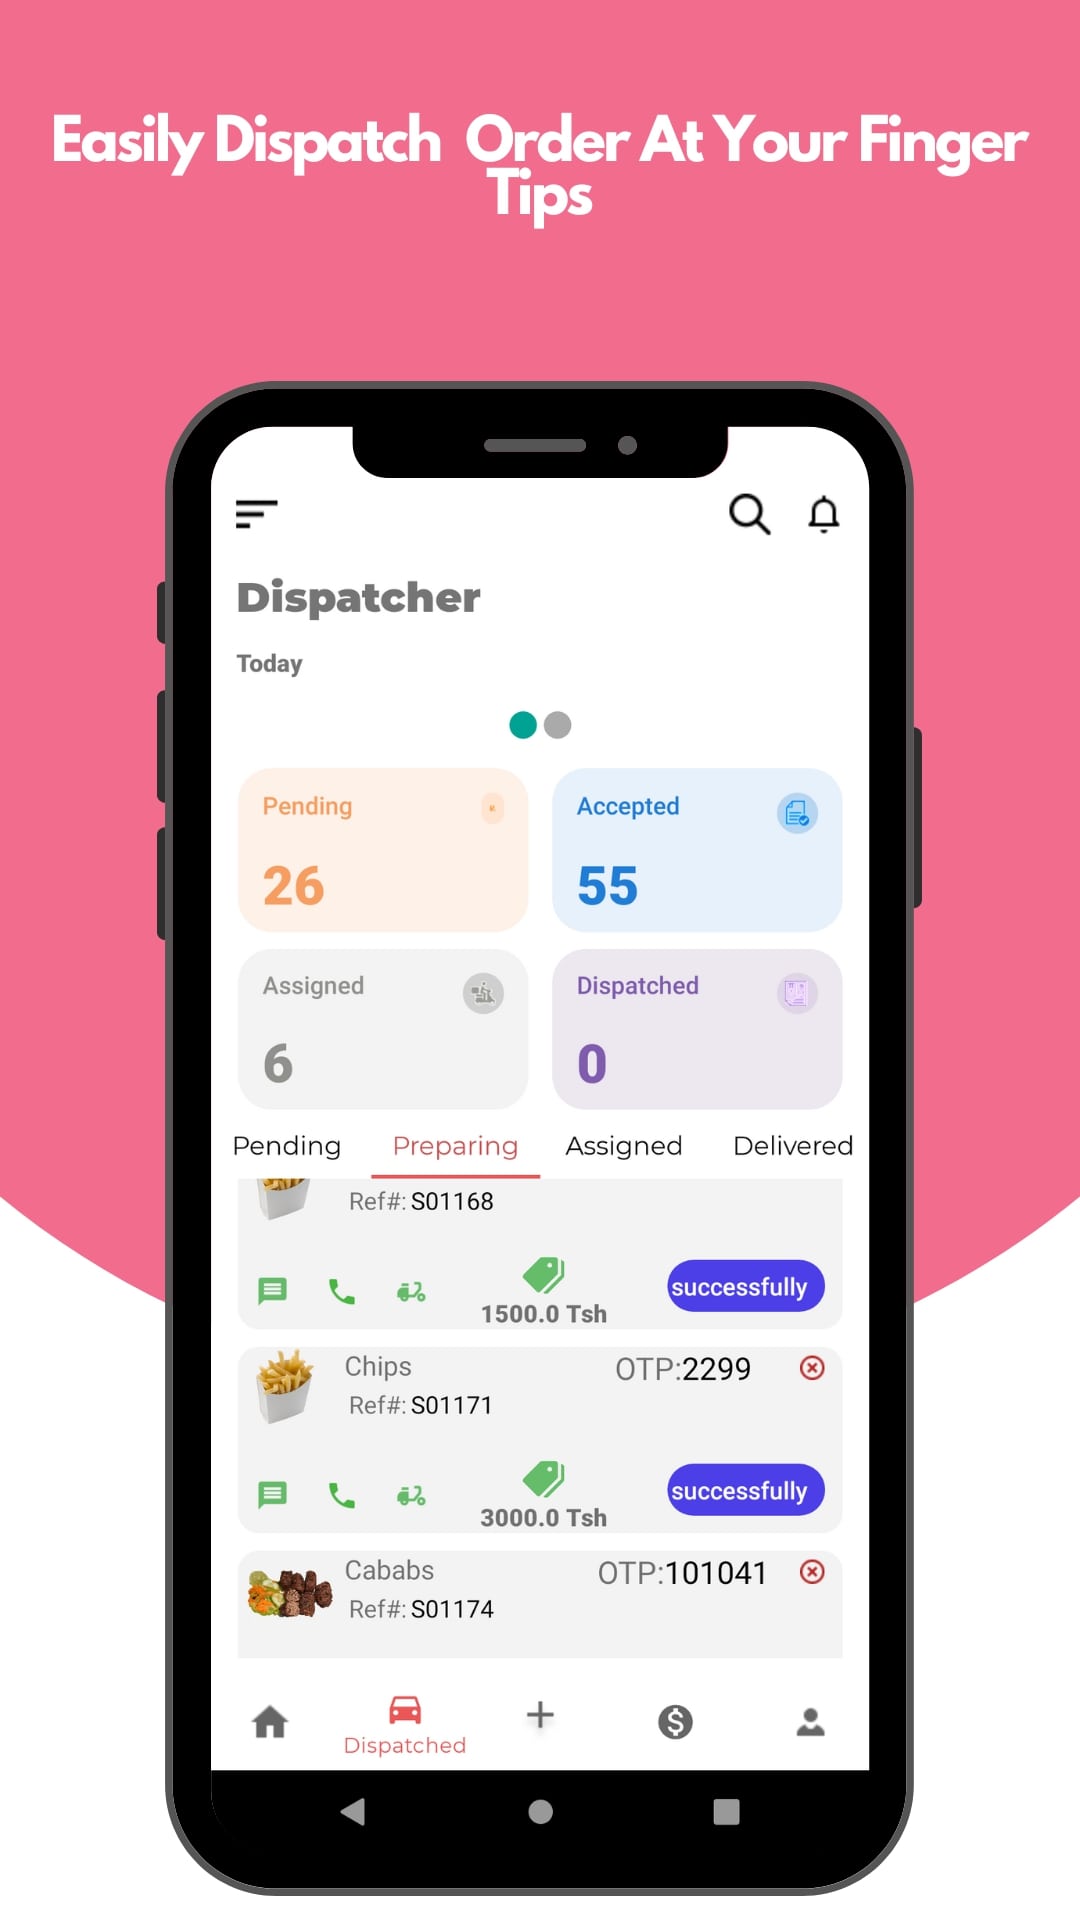 Easily Dispatch Order At Your Finger
Tips
Dispatcher
Today
Pending
Accepted
26
55
Assigned
Dispatched
6
0
Pending Preparing Assigned Delivered
Ref#: S01168
1500.0 Tsh
successfully
Chips OTP:2299
Ref#: S01171
3000.0 Tsh
successfully
Cababs OTP:101041
Ref#: S01174
Dispatched